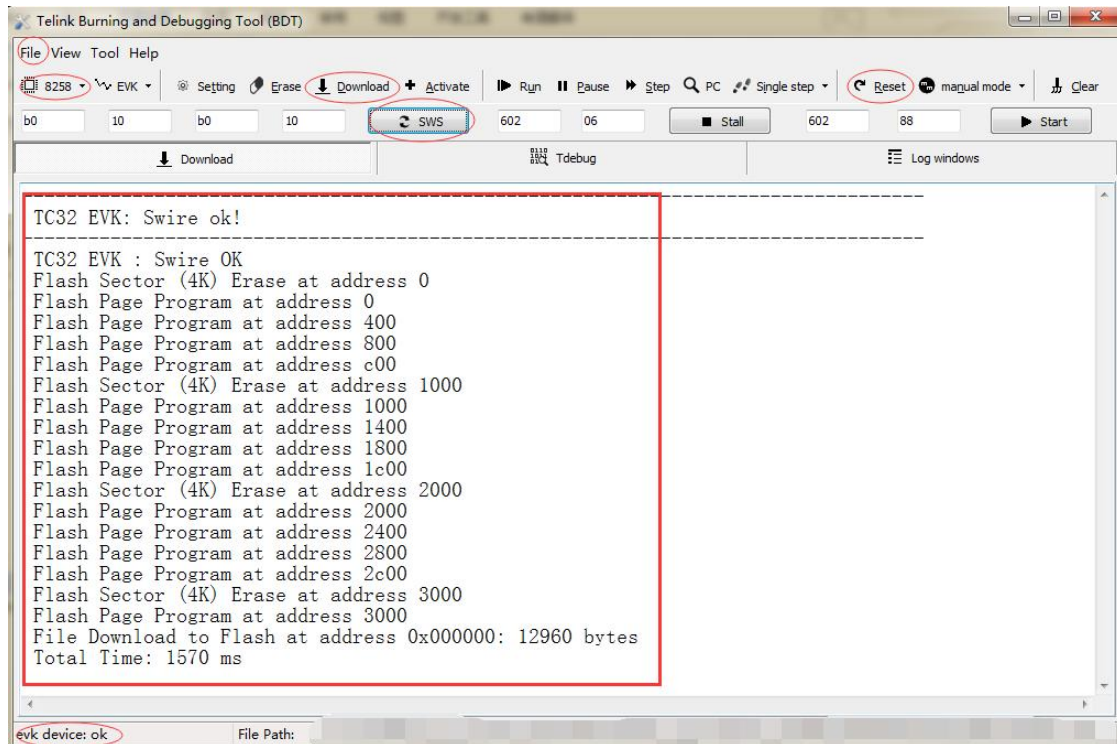 Telink Burning and Debugging Tool (BDT)
File View Tool Help
8258 EVK Setting Erase Download Activate Run Pause Step PC Single step Reset manual mode Clear
b0 10 b0 10 SWS 602 06 Stall 602 88 Start
Download Tdebug Log windows
TC32 EVK: Swire ok!
TC32 EVK : Swire OK
Flash Sector (4K) Erase at address 0
Flash Page Program at address 0
Flash Page Program at address 400
Flash Page Program at address 800
Flash Page Program at address c00
Flash Sector (4K) Erase at address 1000
Flash Page Program at address 1000
Flash Page Program at address 1400
Flash Page Program at address 1800
Flash Page Program at address 1c00
Flash Sector (4K) Erase at address 2000
Flash Page Program at address 2000
Flash Page Program at address 2400
Flash Page Program at address 2800
Flash Page Program at address 2c00
Flash Sector (4K) Erase at address 3000
Flash Page Program at address 3000
File Download to Flash at address 0x000000: 12960 bytes
Total Time: 1570 ms
evk device: ok File Path: